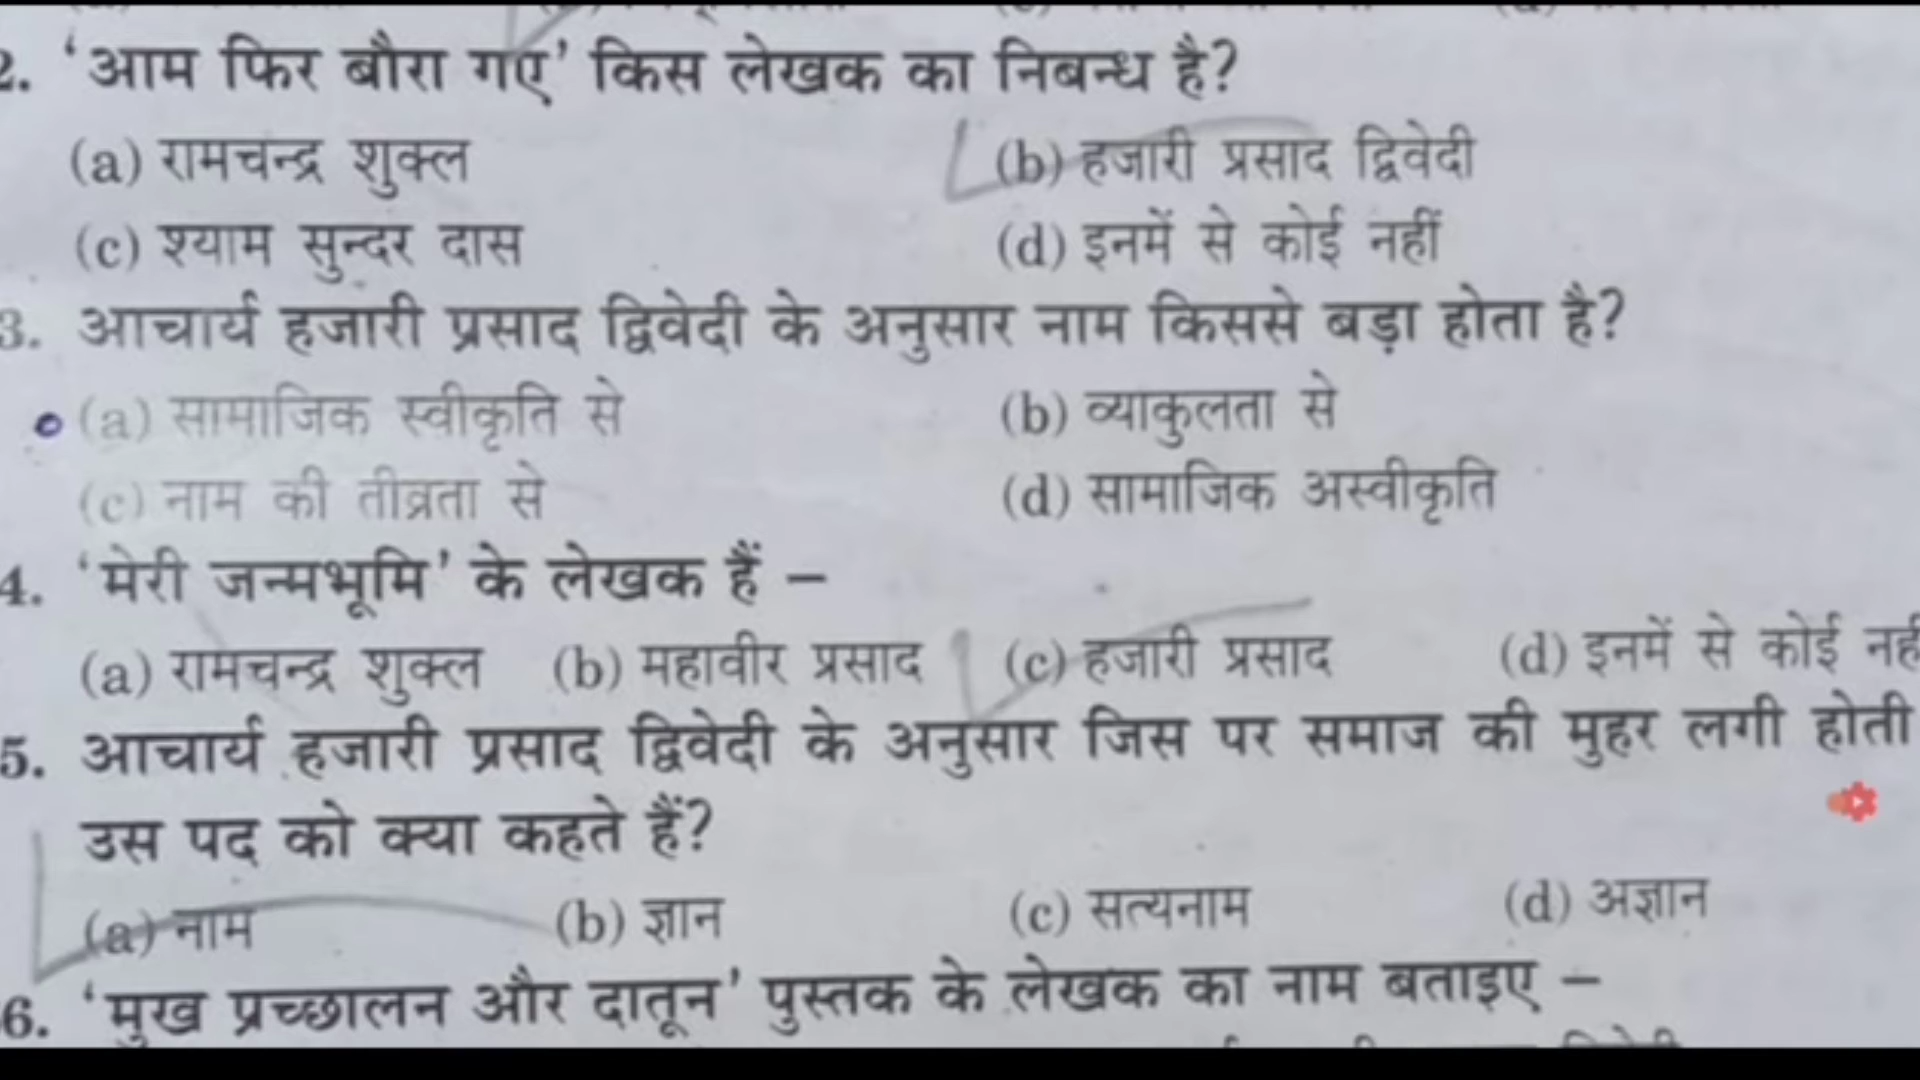 2. ‘आम फिर बौरा गए’ किस लेखक का निबन्ध है?
(a) रामचन्द्र शुक्ल (b) हजारी प्रसाद द्विवेदी
(c) श्याम सुन्दर दास (d) इनमें से कोई नहीं
3. आचार्य हजारी प्रसाद द्विवेदी के अनुसार नाम किससे बड़ा होता है?
(a) सामाजिक स्वीकृति से (b) व्याकुलता से
(c) नाम की तीव्रता से (d) सामाजिक अस्वीकृति
4. ‘मेरी जन्मभूमि’ के लेखक हैं –
(a) रामचन्द्र शुक्ल (b) महावीर प्रसाद (c) हजारी प्रसाद (d) इनमें से कोई
5. आचार्य हजारी प्रसाद द्विवेदी के अनुसार जिस पर समाज की मुहर लगी होती
उस पद को क्या कहते हैं?
(a) नाम (b) ज्ञान (c) सत्यनाम (d) अज्ञान
6. ‘मुख प्रच्छालन और दातून’ पुस्तक के लेखक का नाम बताइए –